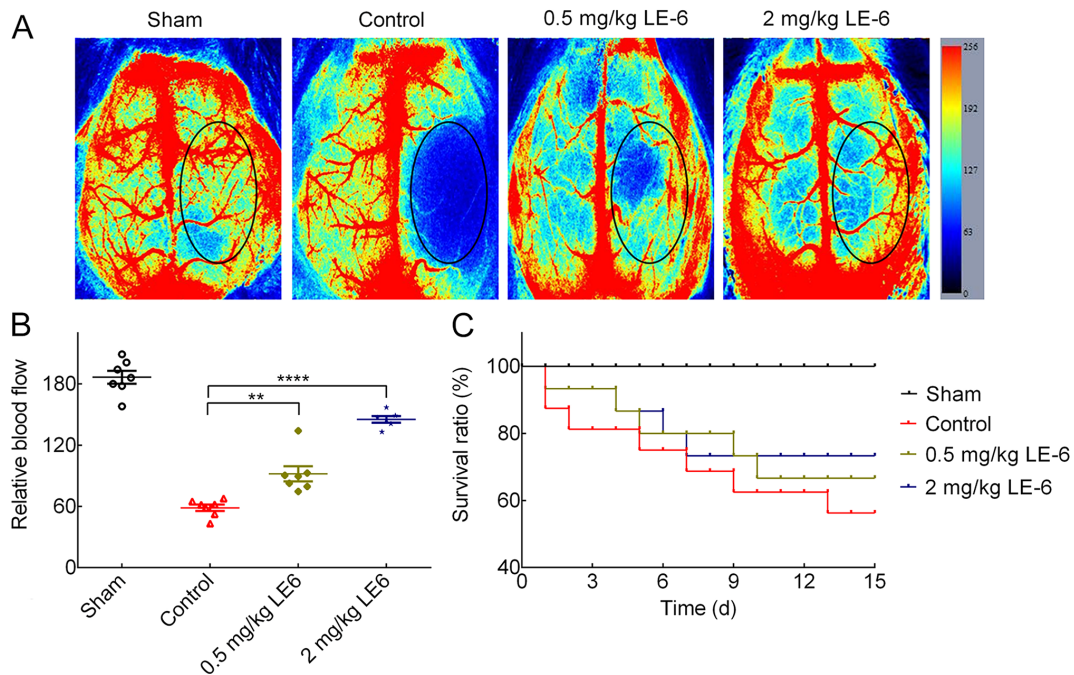 A
Sham
Control
0.5 mg/kg LE-6
2 mg/kg LE-6
256
192
127
63
0
B
Relative blood flow
180
120
60
0
****
**
Sham
Control
0.5 mg/kg LE6
2 mg/kg LE6
C
Survival ratio (%)
100
80
60
40
0
3
6
9
12
15
Time (d)
Sham
Control
0.5 mg/kg LE-6
2 mg/kg LE-6